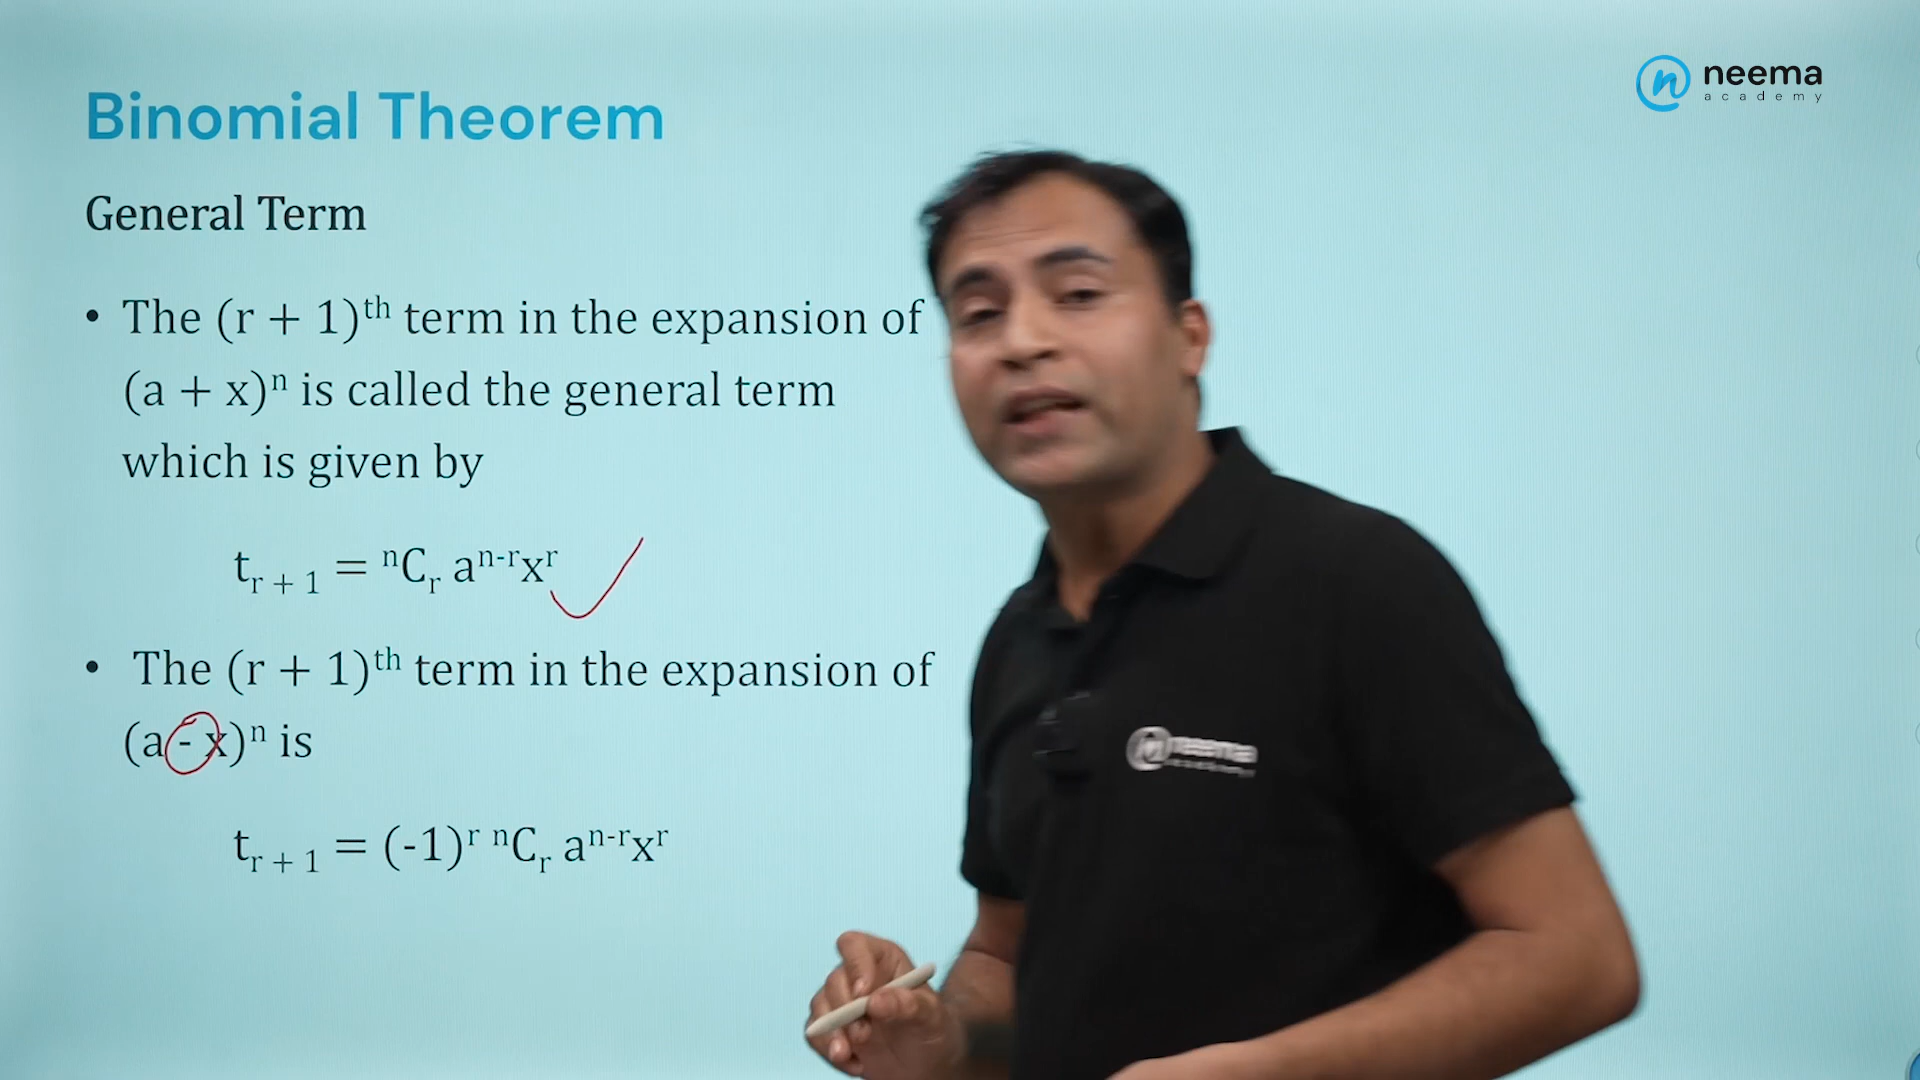 neema
academy
Binomial Theorem
General Term
• The (r + 1)ᵗʰ term in the expansion of
(a + x)ⁿ is called the general term
which is given by
tᵣ ₊ ₁ = ⁿCᵣ aⁿ⁻ʳxʳ
• The (r + 1)ᵗʰ term in the expansion of
(a - x)ⁿ is
tᵣ ₊ ₁ = (-1)ʳ ⁿCᵣ aⁿ⁻ʳxʳ
neema
academy